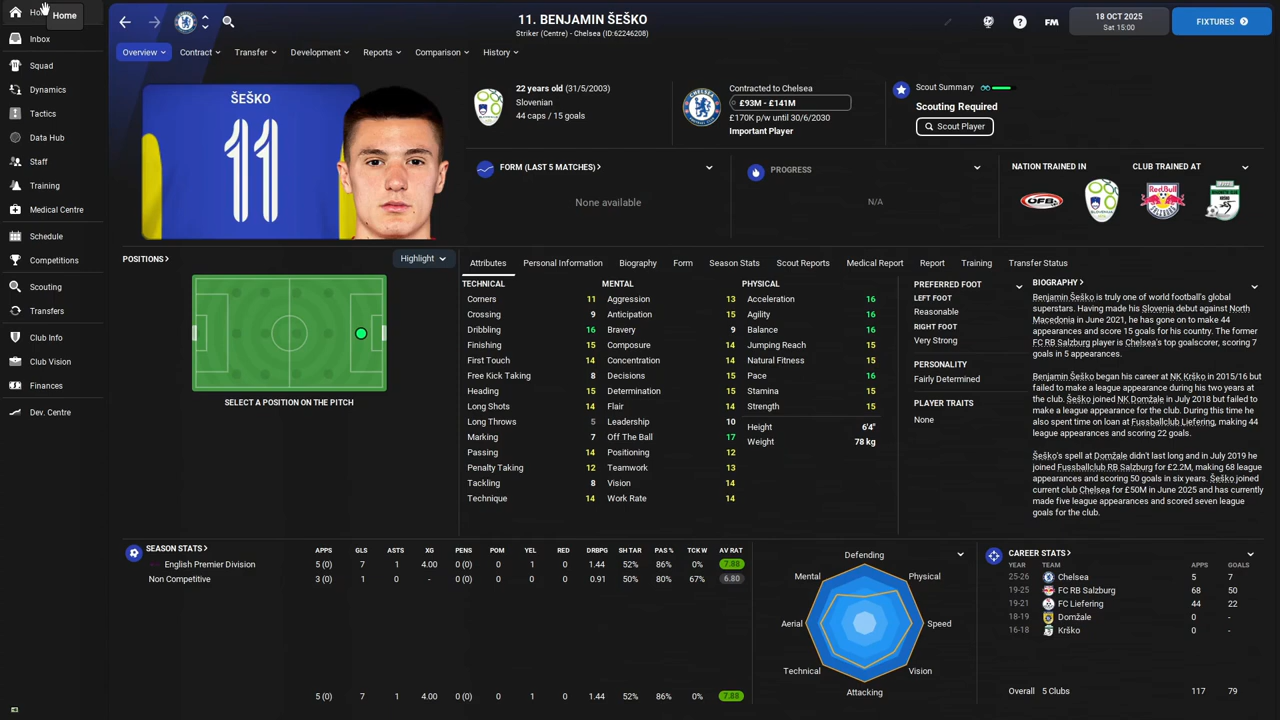 Home
Home
Inbox
Squad
Dynamics
Tactics
Data Hub
Staff
Training
Medical Centre
Schedule
Competitions
Scouting
Transfers
Club Info
Club Vision
Finances
Dev. Centre
11. BENJAMIN ŠEŠKO
Striker (Centre) - Chelsea (ID:62246208)
FM
18 OCT 2025
Sat 15:00
FIXTURES
Overview
Contract
Transfer
Development
Reports
Comparison
History
ŠEŠKO
11
22 years old (31/5/2003)
Slovenian
44 caps / 15 goals
Contracted to Chelsea
£93M - £141M
£170K p/w until 30/6/2030
Important Player
Scout Summary
Scouting Required
Scout Player
FORM (LAST 5 MATCHES)
None available
PROGRESS
N/A
NATION TRAINED IN
CLUB TRAINED AT
POSITIONS
Highlight
SELECT A POSITION ON THE PITCH
Attributes
Personal Information
Biography
Form
Season Stats
Scout Reports
Medical Report
Report
Training
Transfer Status
TECHNICAL
Corners 11
Crossing 9
Dribbling 16
Finishing 15
First Touch 14
Free Kick Taking 8
Heading 15
Long Shots 14
Long Throws 5
Marking 7
Passing 14
Penalty Taking 12
Tackling 8
Technique 14
MENTAL
Aggression 13
Anticipation 15
Bravery 9
Composure 14
Concentration 14
Decisions 15
Determination 15
Flair 14
Leadership 10
Off The Ball 17
Positioning 12
Teamwork 13
Vision 14
Work Rate 14
PHYSICAL
Acceleration 16
Agility 16
Balance 16
Jumping Reach 15
Natural Fitness 15
Pace 16
Stamina 15
Strength 15
Height 6'4"
Weight 78 kg
PREFERRED FOOT
LEFT FOOT
Reasonable
RIGHT FOOT
Very Strong
PERSONALITY
Fairly Determined
PLAYER TRAITS
None
BIOGRAPHY
Benjamin Šeško is truly one of world football's global
superstars. Having made his Slovenia debut against North
Macedonia in June 2021, he has gone on to make 44
appearances and score 15 goals for his country. The former
FC RB Salzburg player is Chelsea's top goalscorer, scoring 7
goals in 5 appearances.
Benjamin Šeško began his career at NK Krško in 2015/16 but
failed to make a league appearance during his two years at
the club. Šeško joined NK Domžale in July 2018 but failed to
make a league appearance for the club. During this time he
also spent time on loan at Fussballclub Liefering, making 44
league appearances and scoring 22 goals.
Šeško's spell at Domžale didn't last long and in July 2019 he
joined Fussballclub RB Salzburg for £2.2M, making 68 league
appearances and scoring 50 goals in six years. Šeško joined
current club Chelsea for £50M in June 2025 and has currently
made five league appearances and scored seven league
goals for the club.
SEASON STATS
APPS GLS ASTS XG PENS POM YEL RED DRBPG SH TAR PAS % TCK W AV RAT
English Premier Division 5 (0) 7 1 4.00 0 (0) 0 1 0 1.44 52% 86% 0% 7.88
Non Competitive 3 (0) 1 0 - 0 (0) 0 0 0 0.91 50% 80% 67% 6.80
5 (0) 7 1 4.00 0 (0) 0 1 0 1.44 52% 86% 0% 7.88
Defending
Physical
Speed
Vision
Attacking
Technical
Aerial
Mental
CAREER STATS
YEAR TEAM APPS GOALS
25-26 Chelsea 5 7
19-25 FC RB Salzburg 68 50
19-21 FC Liefering 44 22
18-19 Domžale 0 -
16-18 Krško 0 -
Overall 5 Clubs 117 79